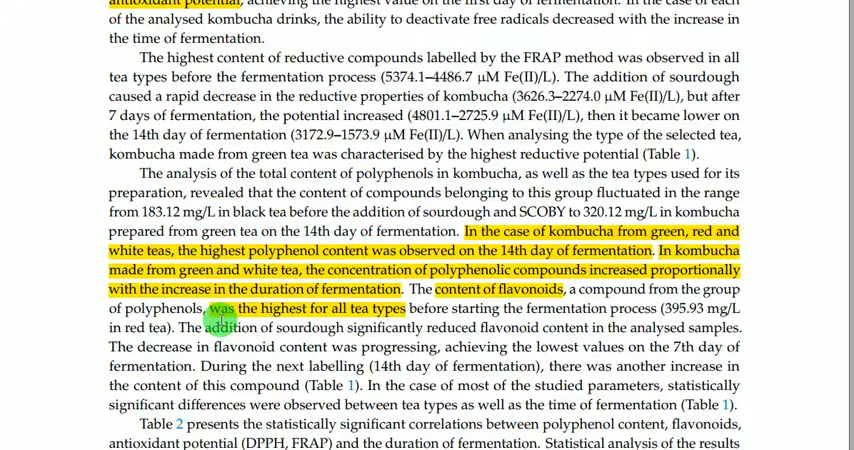 antioxidant potential, achieving the highest value on the first day of fermentation. In the case of each
of the analysed kombucha drinks, the ability to deactivate free radicals decreased with the increase in
the time of fermentation.
The highest content of reductive compounds labelled by the FRAP method was observed in all
tea types before the fermentation process (5374.1–4486.7 µM Fe(II)/L). The addition of sourdough
caused a rapid decrease in the reductive properties of kombucha (3626.3–2274.0 µM Fe(II)/L), but after
7 days of fermentation, the potential increased (4801.1–2725.9 µM Fe(II)/L), then it became lower on
the 14th day of fermentation (3172.9–1573.9 µM Fe(II)/L). When analysing the type of the selected tea,
kombucha made from green tea was characterised by the highest reductive potential (Table 1).
The analysis of the total content of polyphenols in kombucha, as well as the tea types used for its
preparation, revealed that the content of compounds belonging to this group fluctuated in the range
from 183.12 mg/L in black tea before the addition of sourdough and SCOBY to 320.12 mg/L in kombucha
prepared from green tea on the 14th day of fermentation. In the case of kombucha from green, red and
white teas, the highest polyphenol content was observed on the 14th day of fermentation. In kombucha
made from green and white tea, the concentration of polyphenolic compounds increased proportionally
with the increase in the duration of fermentation. The content of flavonoids, a compound from the group
of polyphenols, was the highest for all tea types before starting the fermentation process (395.93 mg/L
in red tea). The addition of sourdough significantly reduced flavonoid content in the analysed samples.
The decrease in flavonoid content was progressing, achieving the lowest values on the 7th day of
fermentation. During the next labelling (14th day of fermentation), there was another increase in
the content of this compound (Table 1). In the case of most of the studied parameters, statistically
significant differences were observed between tea types as well as the time of fermentation (Table 1).
Table 2 presents the statistically significant correlations between polyphenol content, flavonoids,
antioxidant potential (DPPH, FRAP) and the duration of fermentation. Statistical analysis of the results